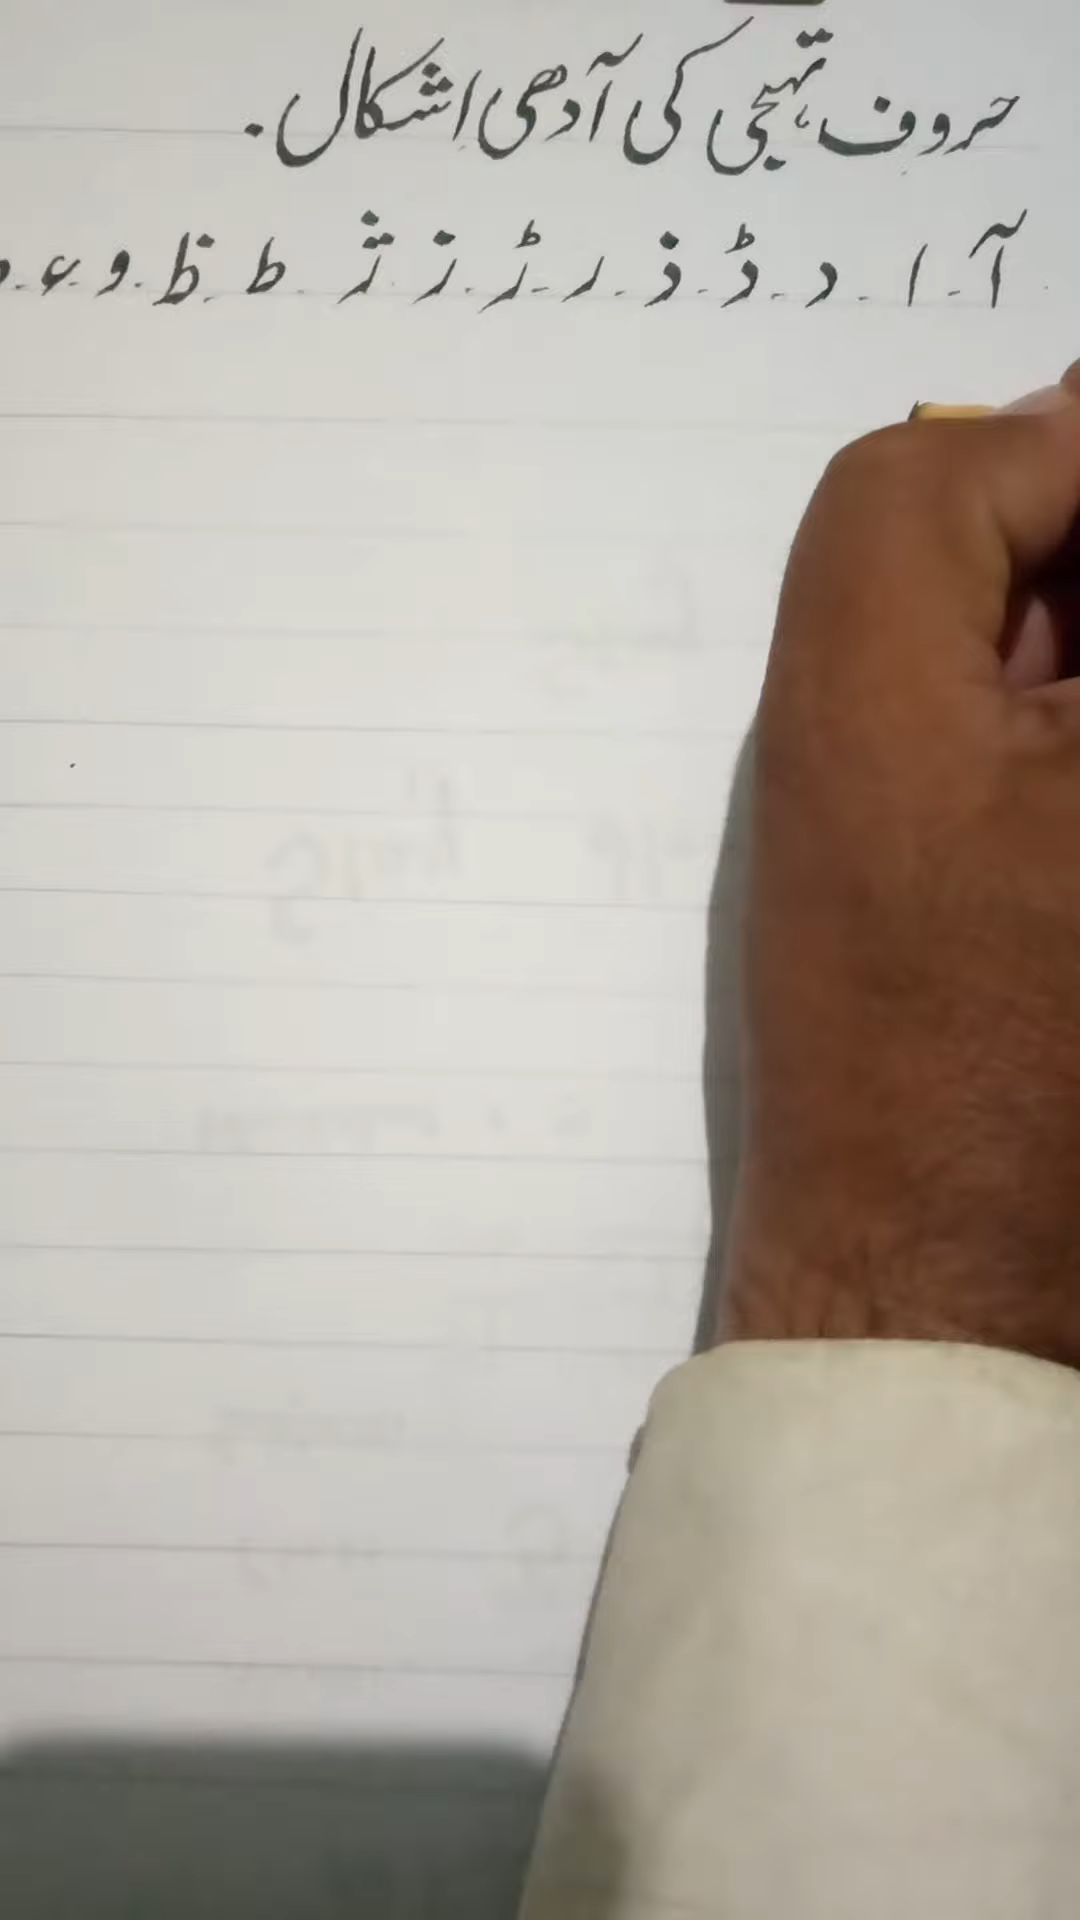 حروف تہجی کی آدھی اشکال۔
آ - ا - د - ڈ - ذ - ر - ڑ - ز - ژ - ط - ظ - و - ء -